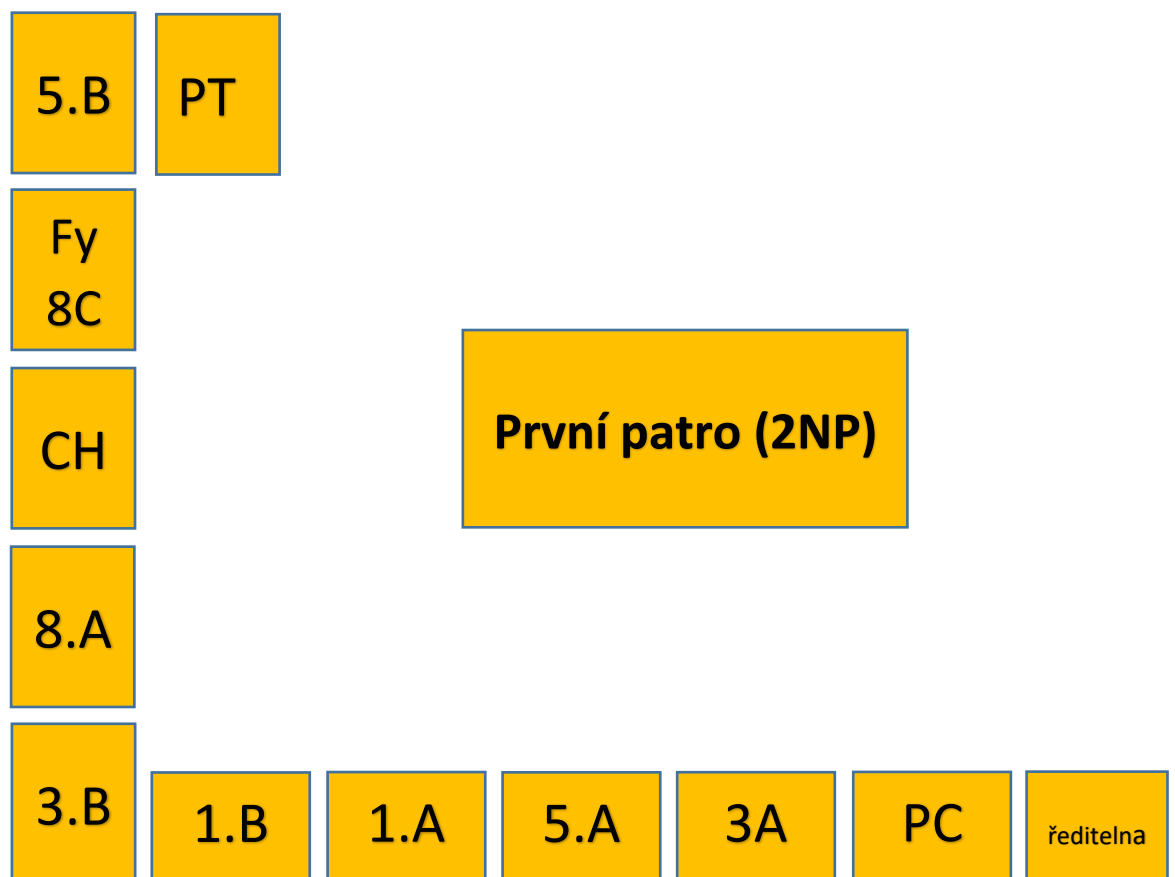 5.B
PT
Fy
8C
CH
První patro (2NP)
8.A
3.B
1.B
1.A
5.A
3A
PC
ředitelna